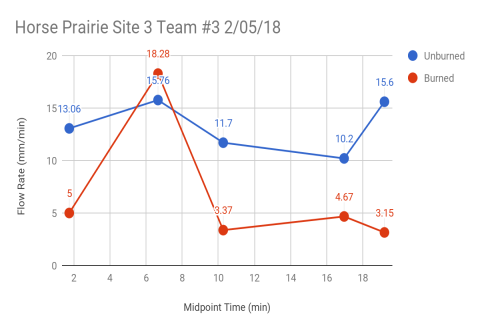 Horse Prairie Site 3 Team #3 2/05/18
Unburned
Burned
Flow Rate (mm/min)
20
15
10
5
0
13.06
15.76
11.7
10.2
15.6
5
18.28
3.37
4.67
3.15
2 4 6 8 10 12 14 16 18
Midpoint Time (min)